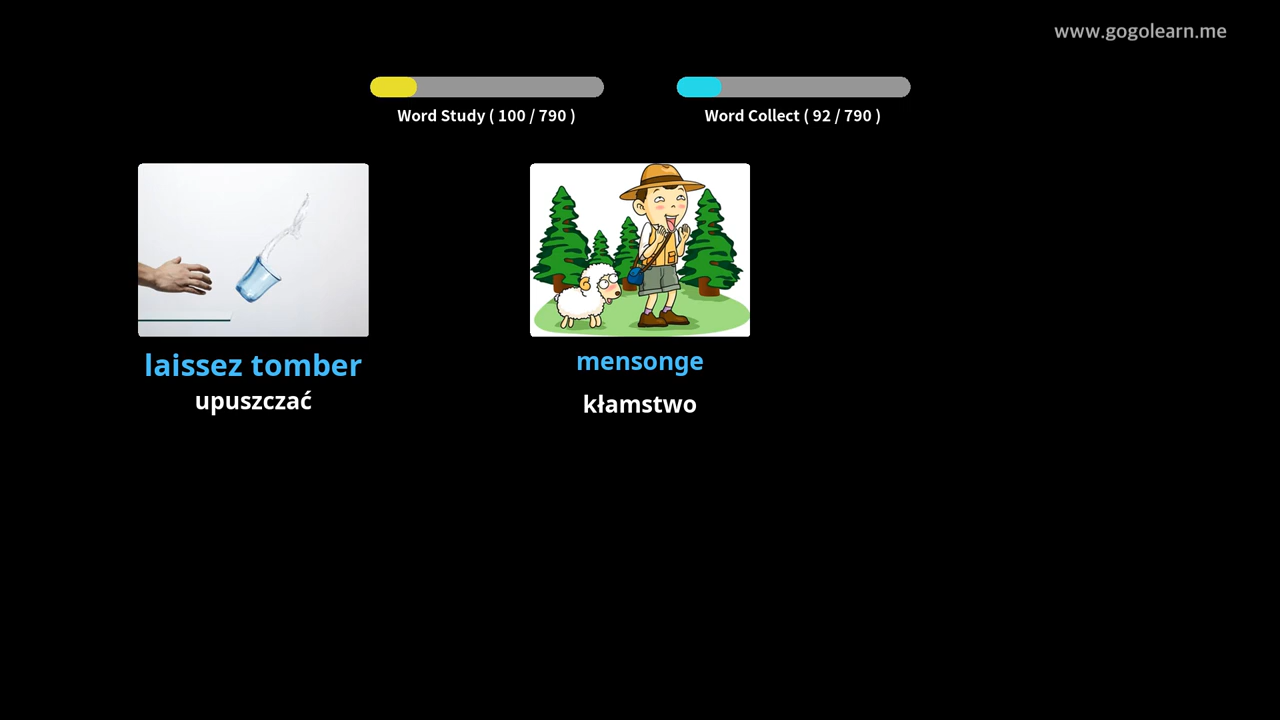 www.gogolearn.me
Word Study ( 100 / 790 )
Word Collect ( 92 / 790 )
laissez tomber
upuszczać
mensonge
kłamstwo